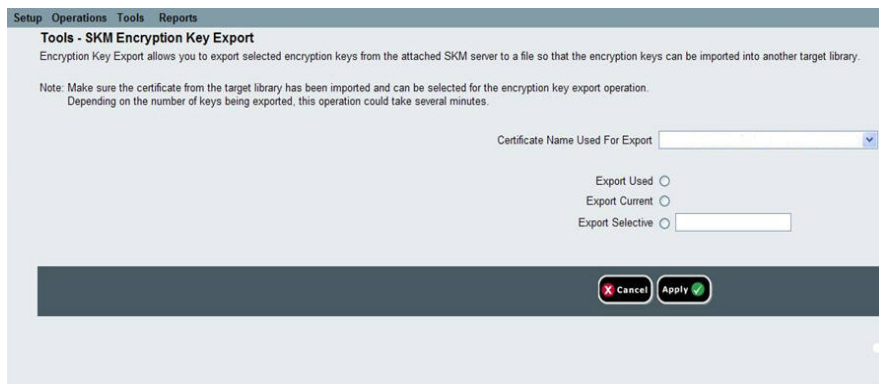 Setup Operations Tools Reports
Tools - SKM Encryption Key Export
Encryption Key Export allows you to export selected encryption keys from the attached SKM server to a file so that the encryption keys can be imported into another target library.
Note: Make sure the certificate from the target library has been imported and can be selected for the encryption key export operation.
Depending on the number of keys being exported, this operation could take several minutes.
Certificate Name Used For Export
Export Used
Export Current
Export Selective
Cancel Apply